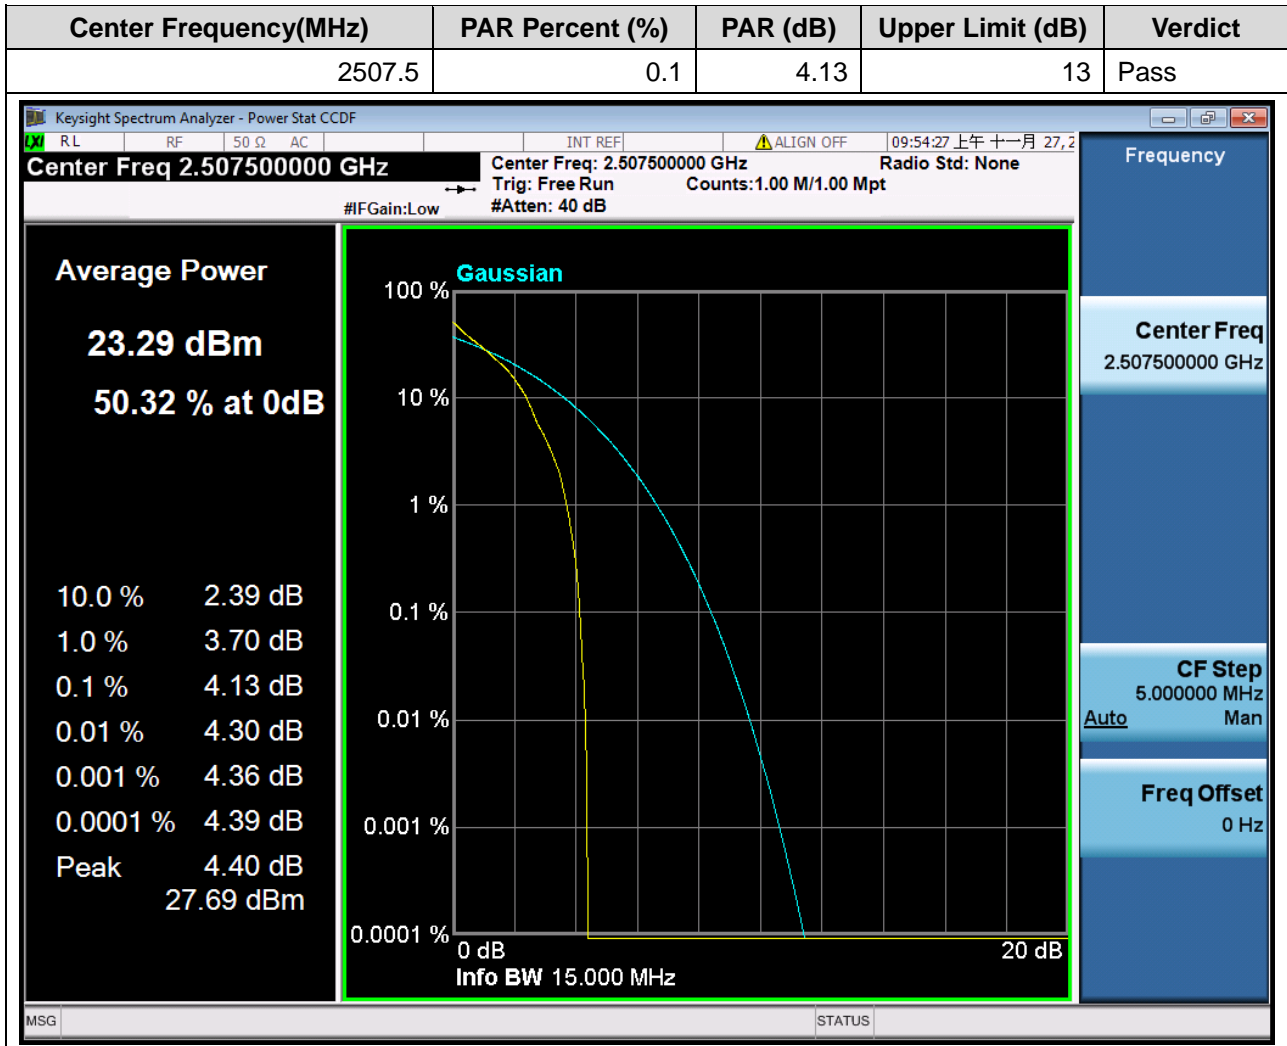 Center Frequency(MHz) PAR Percent (%) PAR (dB) Upper Limit (dB) Verdict
2507.5 0.1 4.13 13 Pass
Keysight Spectrum Analyzer - Power Stat CCDF
LXI RL RF 50 Ω AC INT REF ALIGN OFF 09:54:27 上午 十一月 27, 2
Center Freq 2.507500000 GHz
Center Freq: 2.507500000 GHz Radio Std: None
Trig: Free Run Counts:1.00 M/1.00 Mpt
#IFGain:Low #Atten: 40 dB
Frequency
Average Power
23.29 dBm
50.32 % at 0dB
10.0 % 2.39 dB
1.0 % 3.70 dB
0.1 % 4.13 dB
0.01 % 4.30 dB
0.001 % 4.36 dB
0.0001 % 4.39 dB
Peak 4.40 dB
27.69 dBm
Gaussian
100 %
10 %
1 %
0.1 %
0.01 %
0.001 %
0.0001 %
0 dB 20 dB
Info BW 15.000 MHz
Center Freq
2.507500000 GHz
CF Step
5.000000 MHz
Auto Man
Freq Offset
0 Hz
MSG STATUS